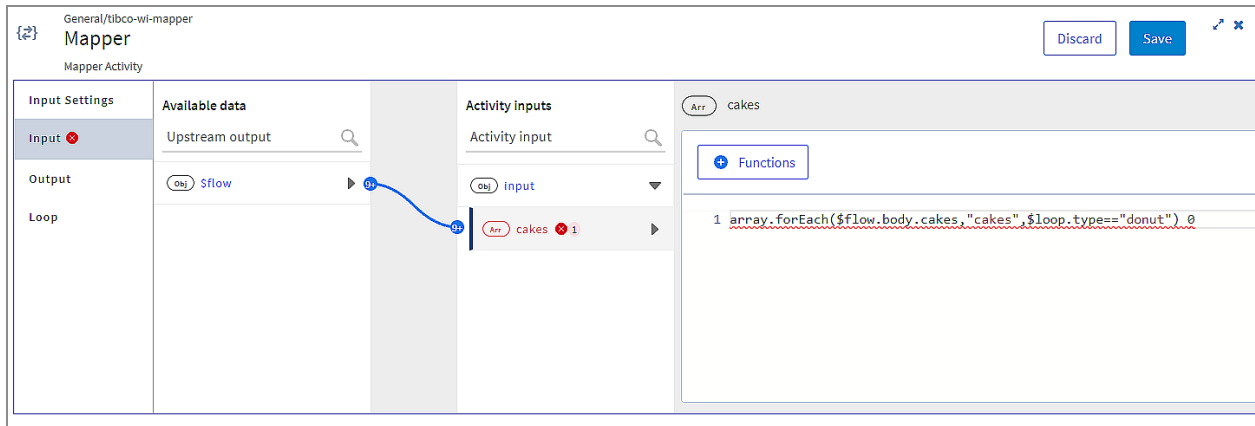 General/tibco-wi-mapper
Mapper
Mapper Activity
Discard
Save
Input Settings
Input
Output
Loop
Available data
Upstream output
Obj $flow
9+
Activity inputs
Activity input
Obj input
9+
Arr cakes 1
Arr cakes
Functions
1 array.forEach($flow.body.cakes,"cakes",$loop.type=="donut") 0